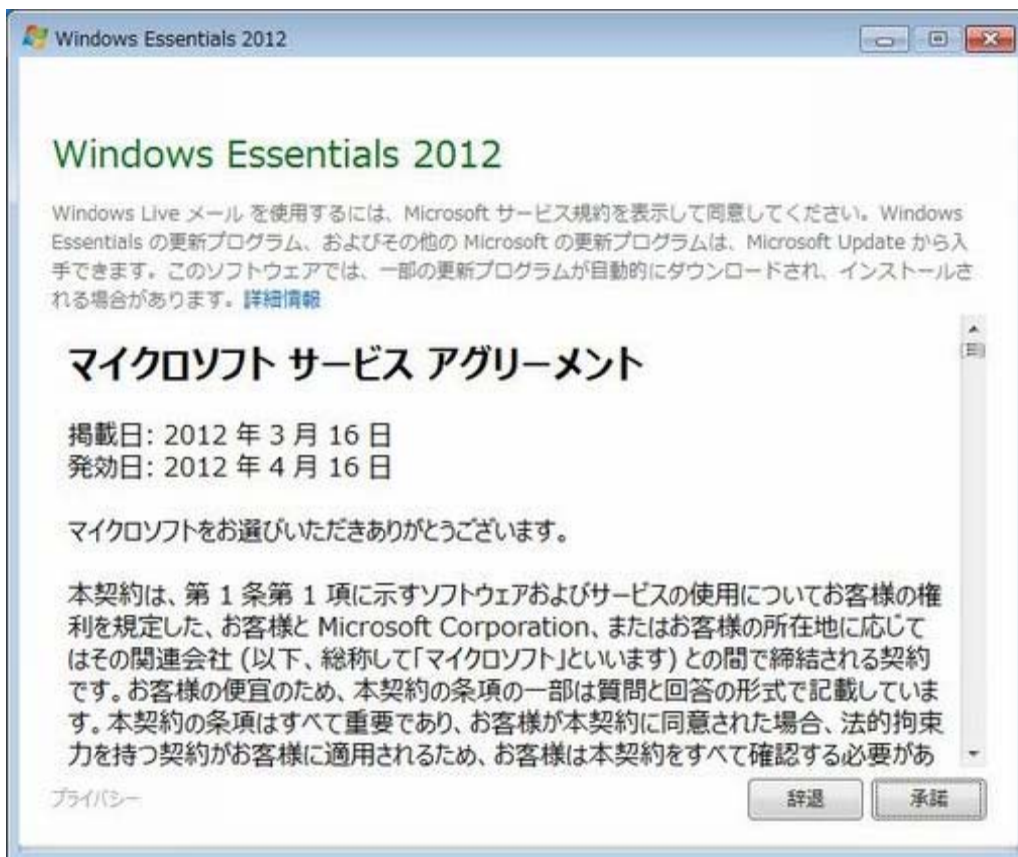 Windows Essentials 2012
Windows Essentials 2012
Windows Live メール を使用するには、Microsoft サービス規約を表示して同意してください。Windows
Essentials の更新プログラム、およびその他の Microsoft の更新プログラムは、Microsoft Update から入
手できます。このソフトウェアでは、一部の更新プログラムが自動的にダウンロードされ、インストールさ
れる場合があります。詳細情報
マイクロソフト サービス アグリーメント
掲載日: 2012 年 3 月 16 日
発効日: 2012 年 4 月 16 日
マイクロソフトをお選びいただきありがとうございます。
本契約は、第 1 条第 1 項に示すソフトウェアおよびサービスの使用についてお客様の権
利を規定した、お客様と Microsoft Corporation、またはお客様の所在地に応じて
はその関連会社 (以下、総称して「マイクロソフト」といいます) との間で締結される契約
です。お客様の便宜のため、本契約の条項の一部は質問と回答の形式で記載していま
す。本契約の条項はすべて重要であり、お客様が本契約に同意された場合、法的拘束
力を持つ契約がお客様に適用されるため、お客様は本契約をすべて確認する必要があ
プライバシー
辞退
承諾